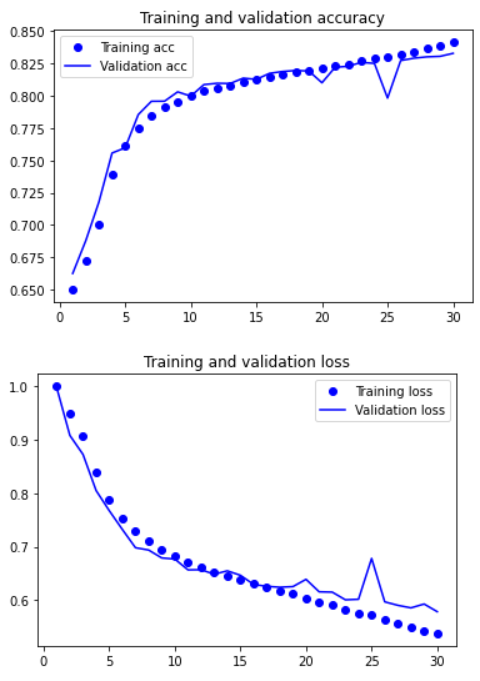 Training and validation accuracy
0.850
0.825
0.800
0.775
0.750
0.725
0.700
0.675
0.650
Training acc
Validation acc
0 5 10 15 20 25 30
Training and validation loss
1.0
0.9
0.8
0.7
0.6
Training loss
Validation loss
0 5 10 15 20 25 30